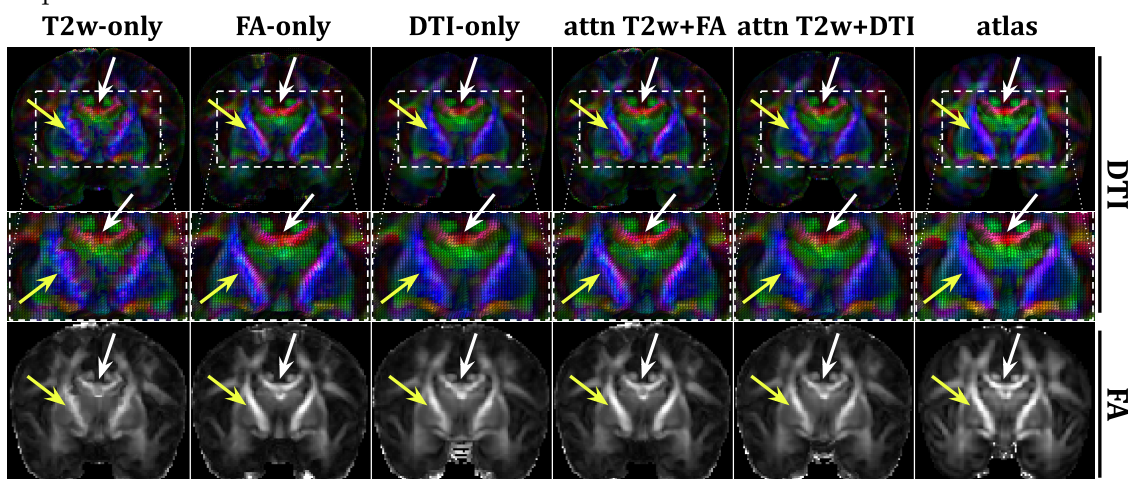 T2w-only FA-only DTI-only attn T2w+FA attn T2w+DTI atlas
DTI
FA